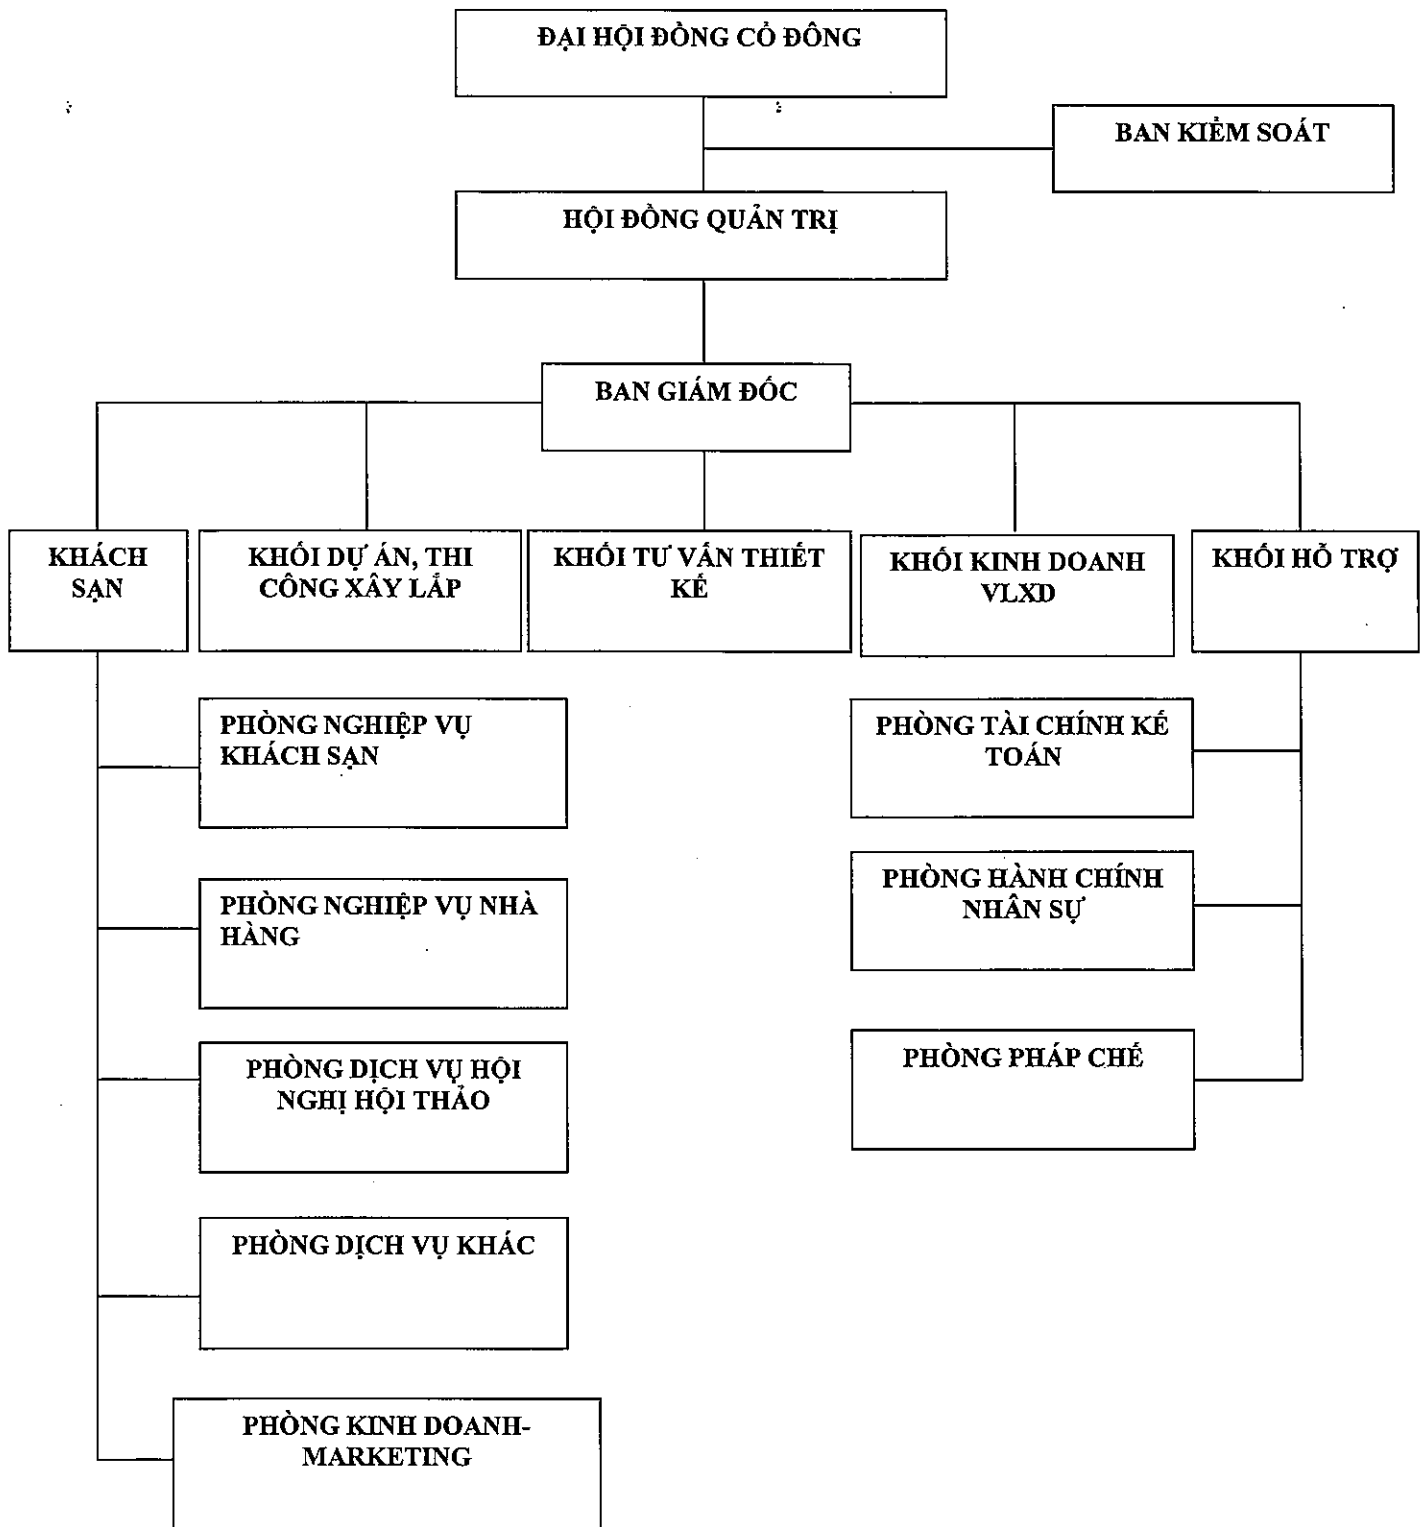 ĐẠI HỘI ĐỒNG CỔ ĐÔNG
BAN KIỂM SOÁT
HỘI ĐỒNG QUẢN TRỊ
BAN GIÁM ĐỐC
KHÁCH
SẠN
KHỐI DỰ ÁN, THI
CÔNG XÂY LẮP
KHỐI TƯ VẤN THIẾT
KẾ
KHỐI KINH DOANH
VLXD
KHỐI HỖ TRỢ
PHÒNG NGHIỆP VỤ
KHÁCH SẠN
PHÒNG NGHIỆP VỤ NHÀ
HÀNG
PHÒNG DỊCH VỤ HỘI
NGHỊ HỘI THẢO
PHÒNG DỊCH VỤ KHÁC
PHÒNG KINH DOANH-
MARKETING
PHÒNG TÀI CHÍNH KẾ
TOÁN
PHÒNG HÀNH CHÍNH
NHÂN SỰ
PHÒNG PHÁP CHẾ